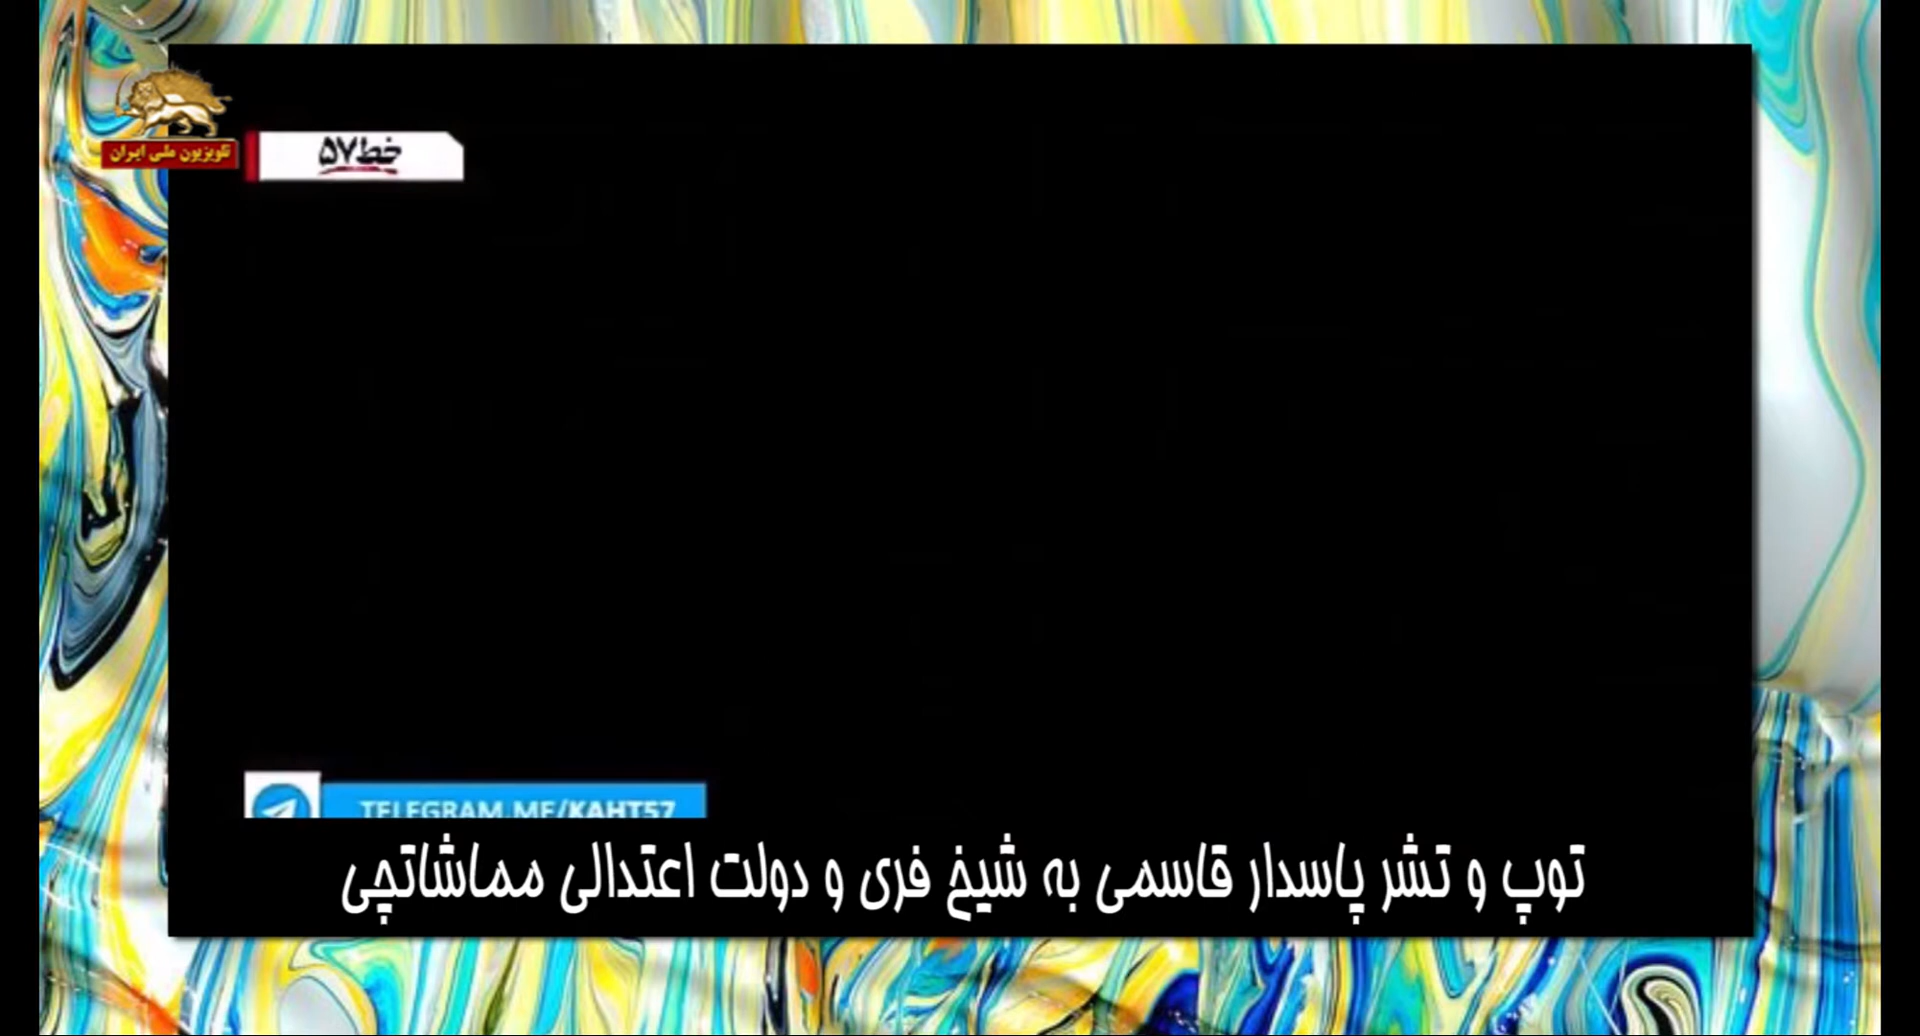 تلویزیون ملی ایران
خط۵۷
TELEGRAM.ME/KAHT57
توپ و تشر پاسدار قاسمی به شیخ فری و دولت اعتدالی مماشاتچی